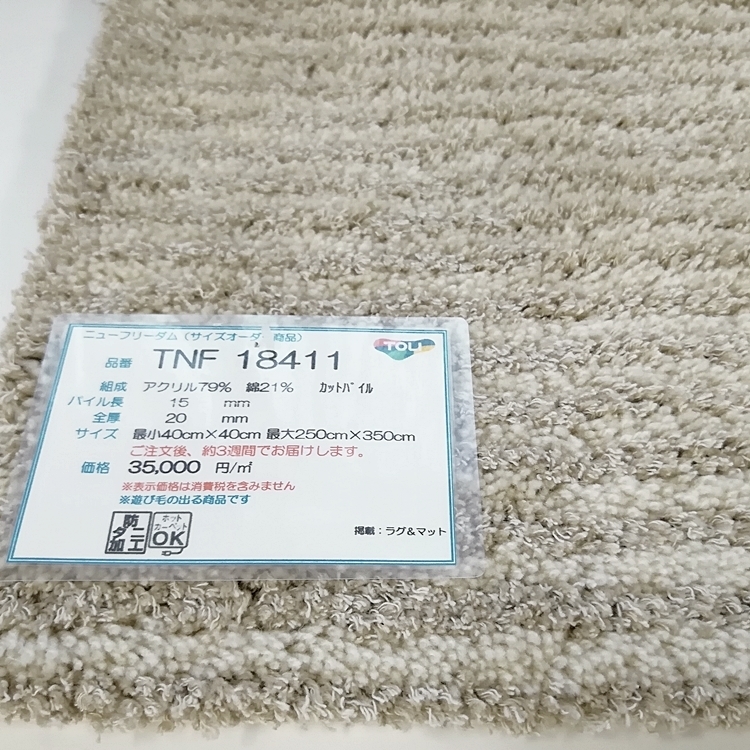 ニューフリーダム（サイズオーダー商品）
品番 TNF 18411
TOLI
組成 アクリル79% 綿21% カットパイル
パイル長 15 mm
全厚 20 mm
サイズ 最小40cm×40cm 最大250cm×350cm
ご注文後、約3週間でお届けします。
価格 35,000 円/㎡
※表示価格は消費税を含みません
※遊び毛の出る商品です
防ダニ加工
ホットカーペットOK
掲載：ラグ&マット